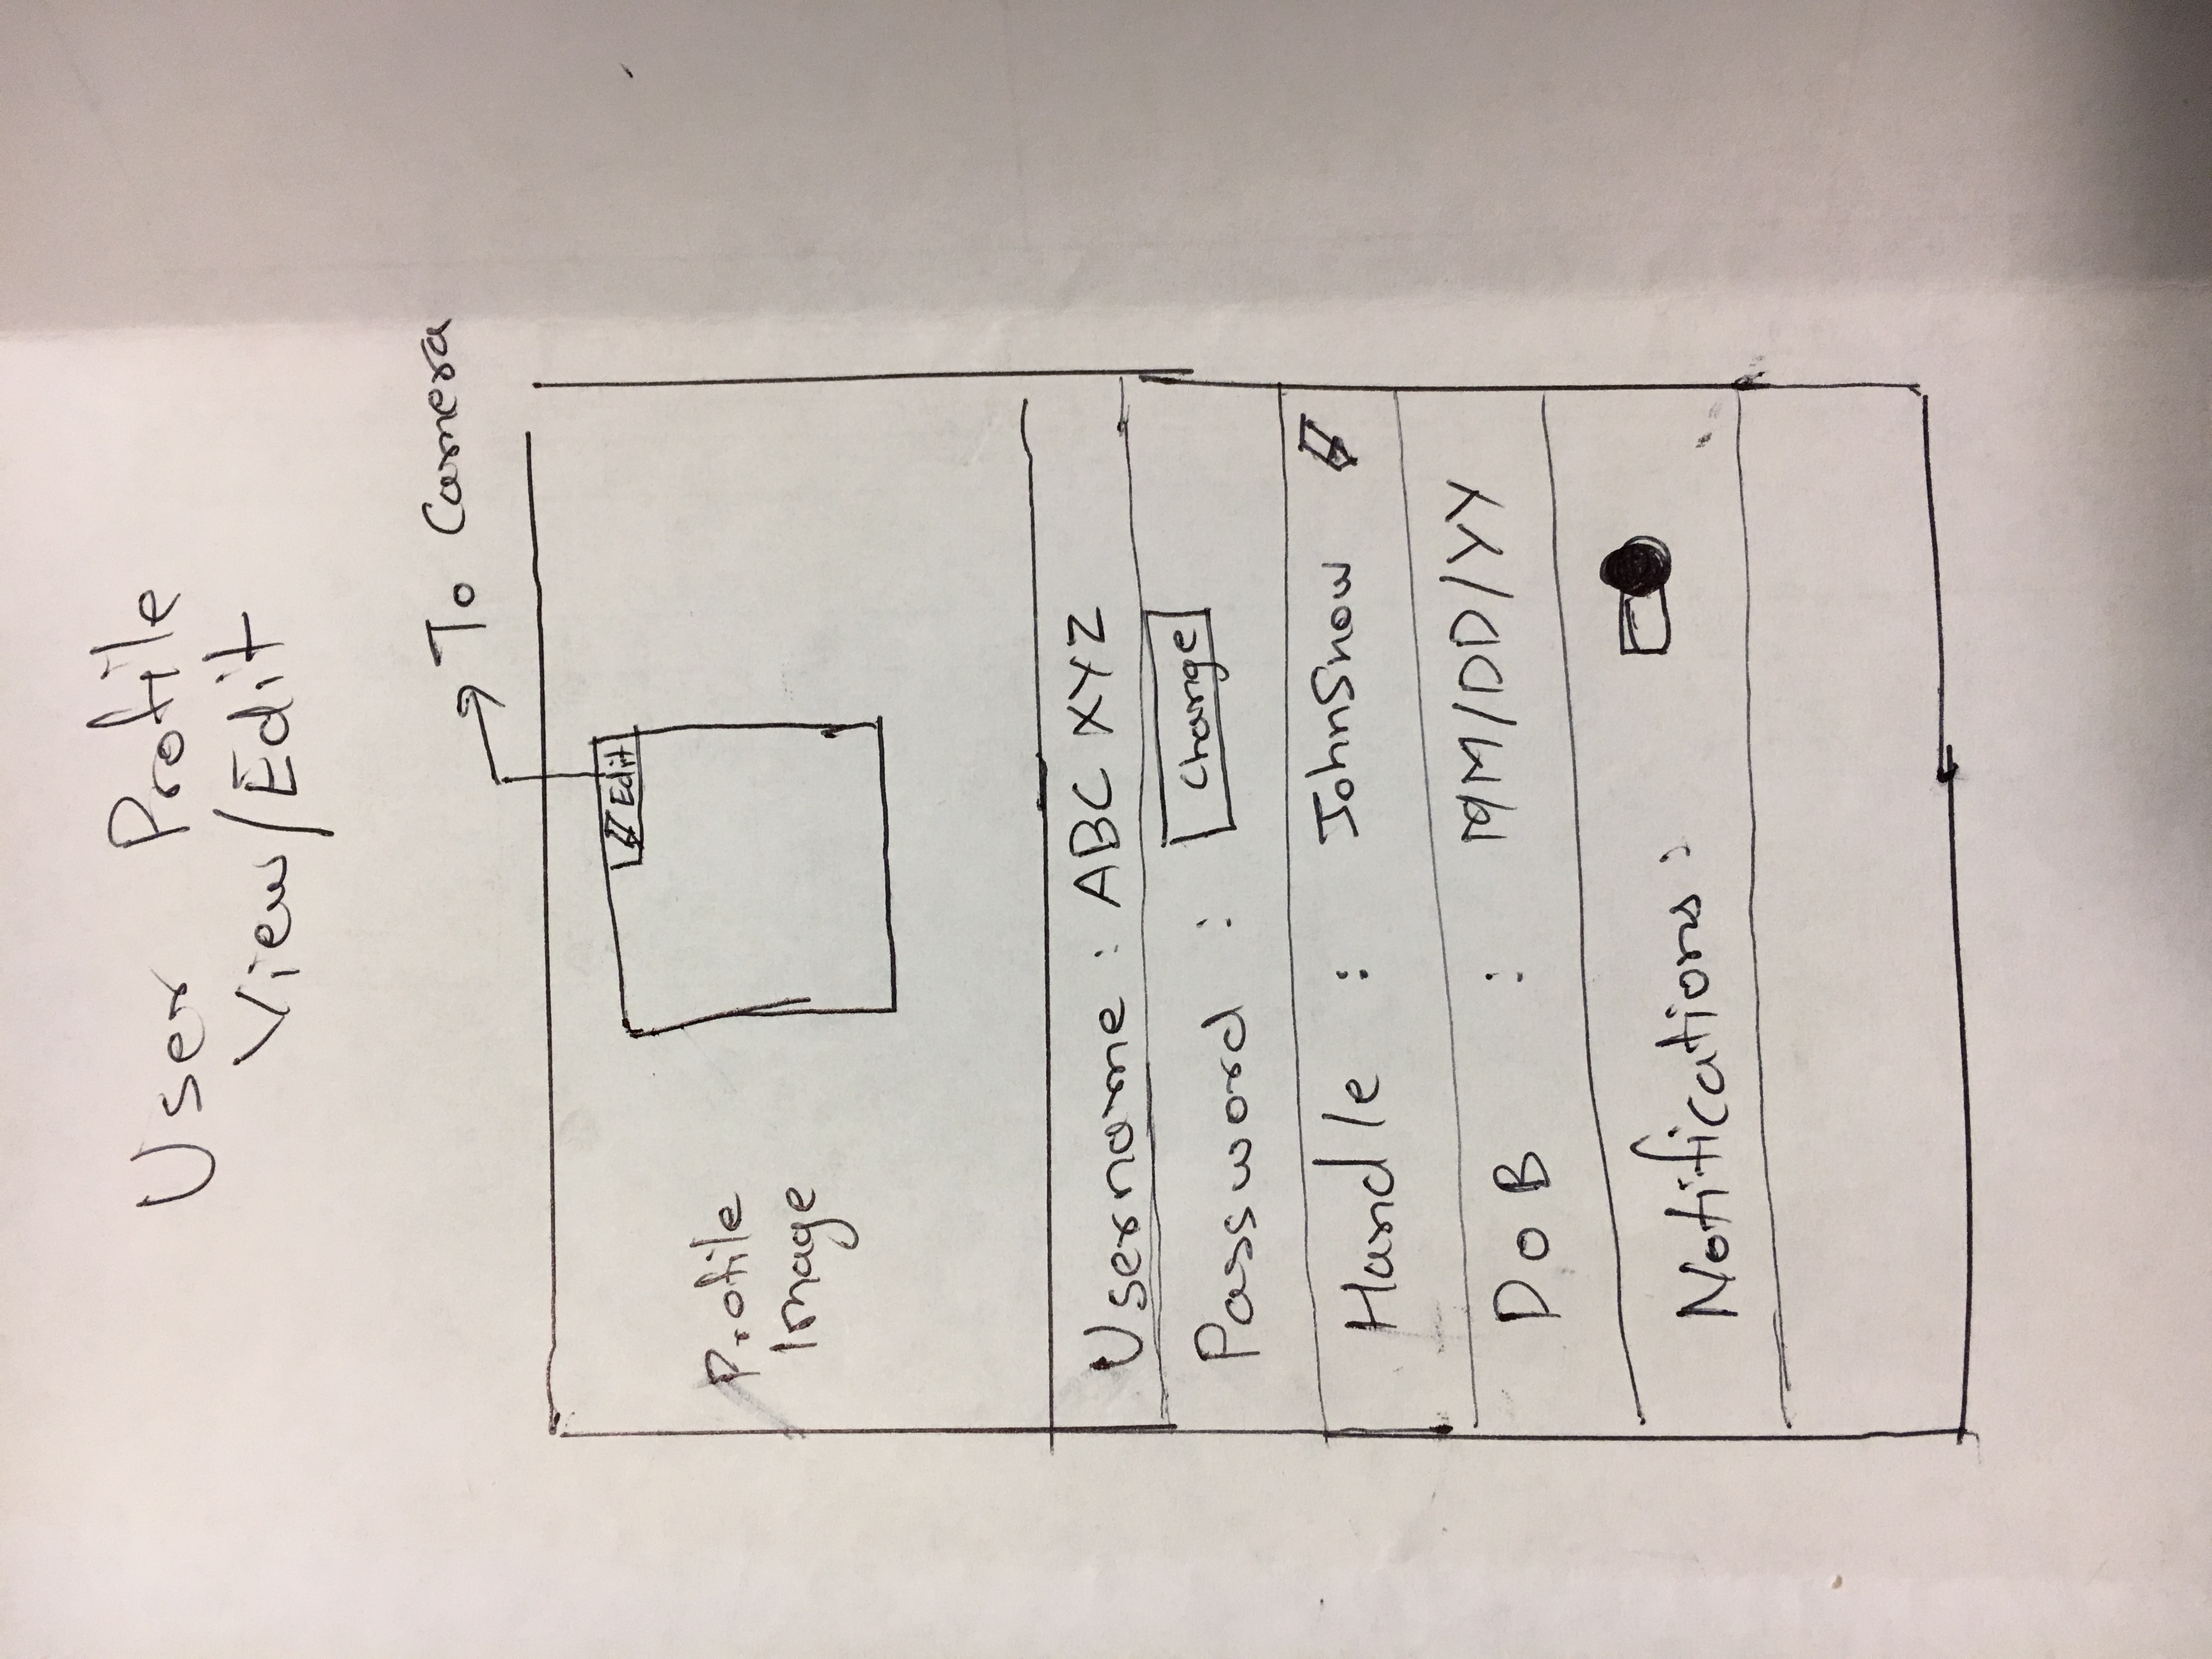 User Profile
View/Edit
To Camera
Edit
Profile
Image
Username : ABC XYZ
Password : Change
Handle : JohnSnow
DoB : MM/DD/YY
Notifications :